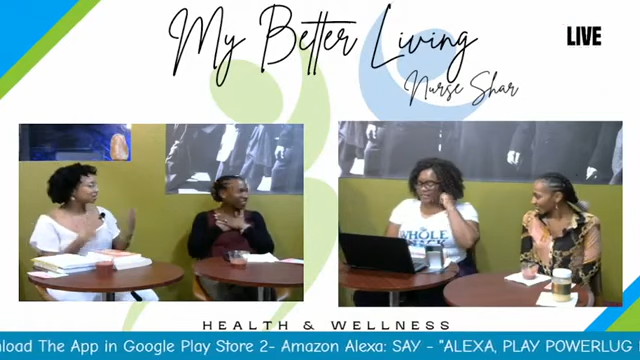 My Better Living
LIVE
Nurse Shar
WHOLE
HEALTH & WELLNESS
nload The App in Google Play Store 2- Amazon Alexa: SAY - "ALEXA, PLAY POWERLUG